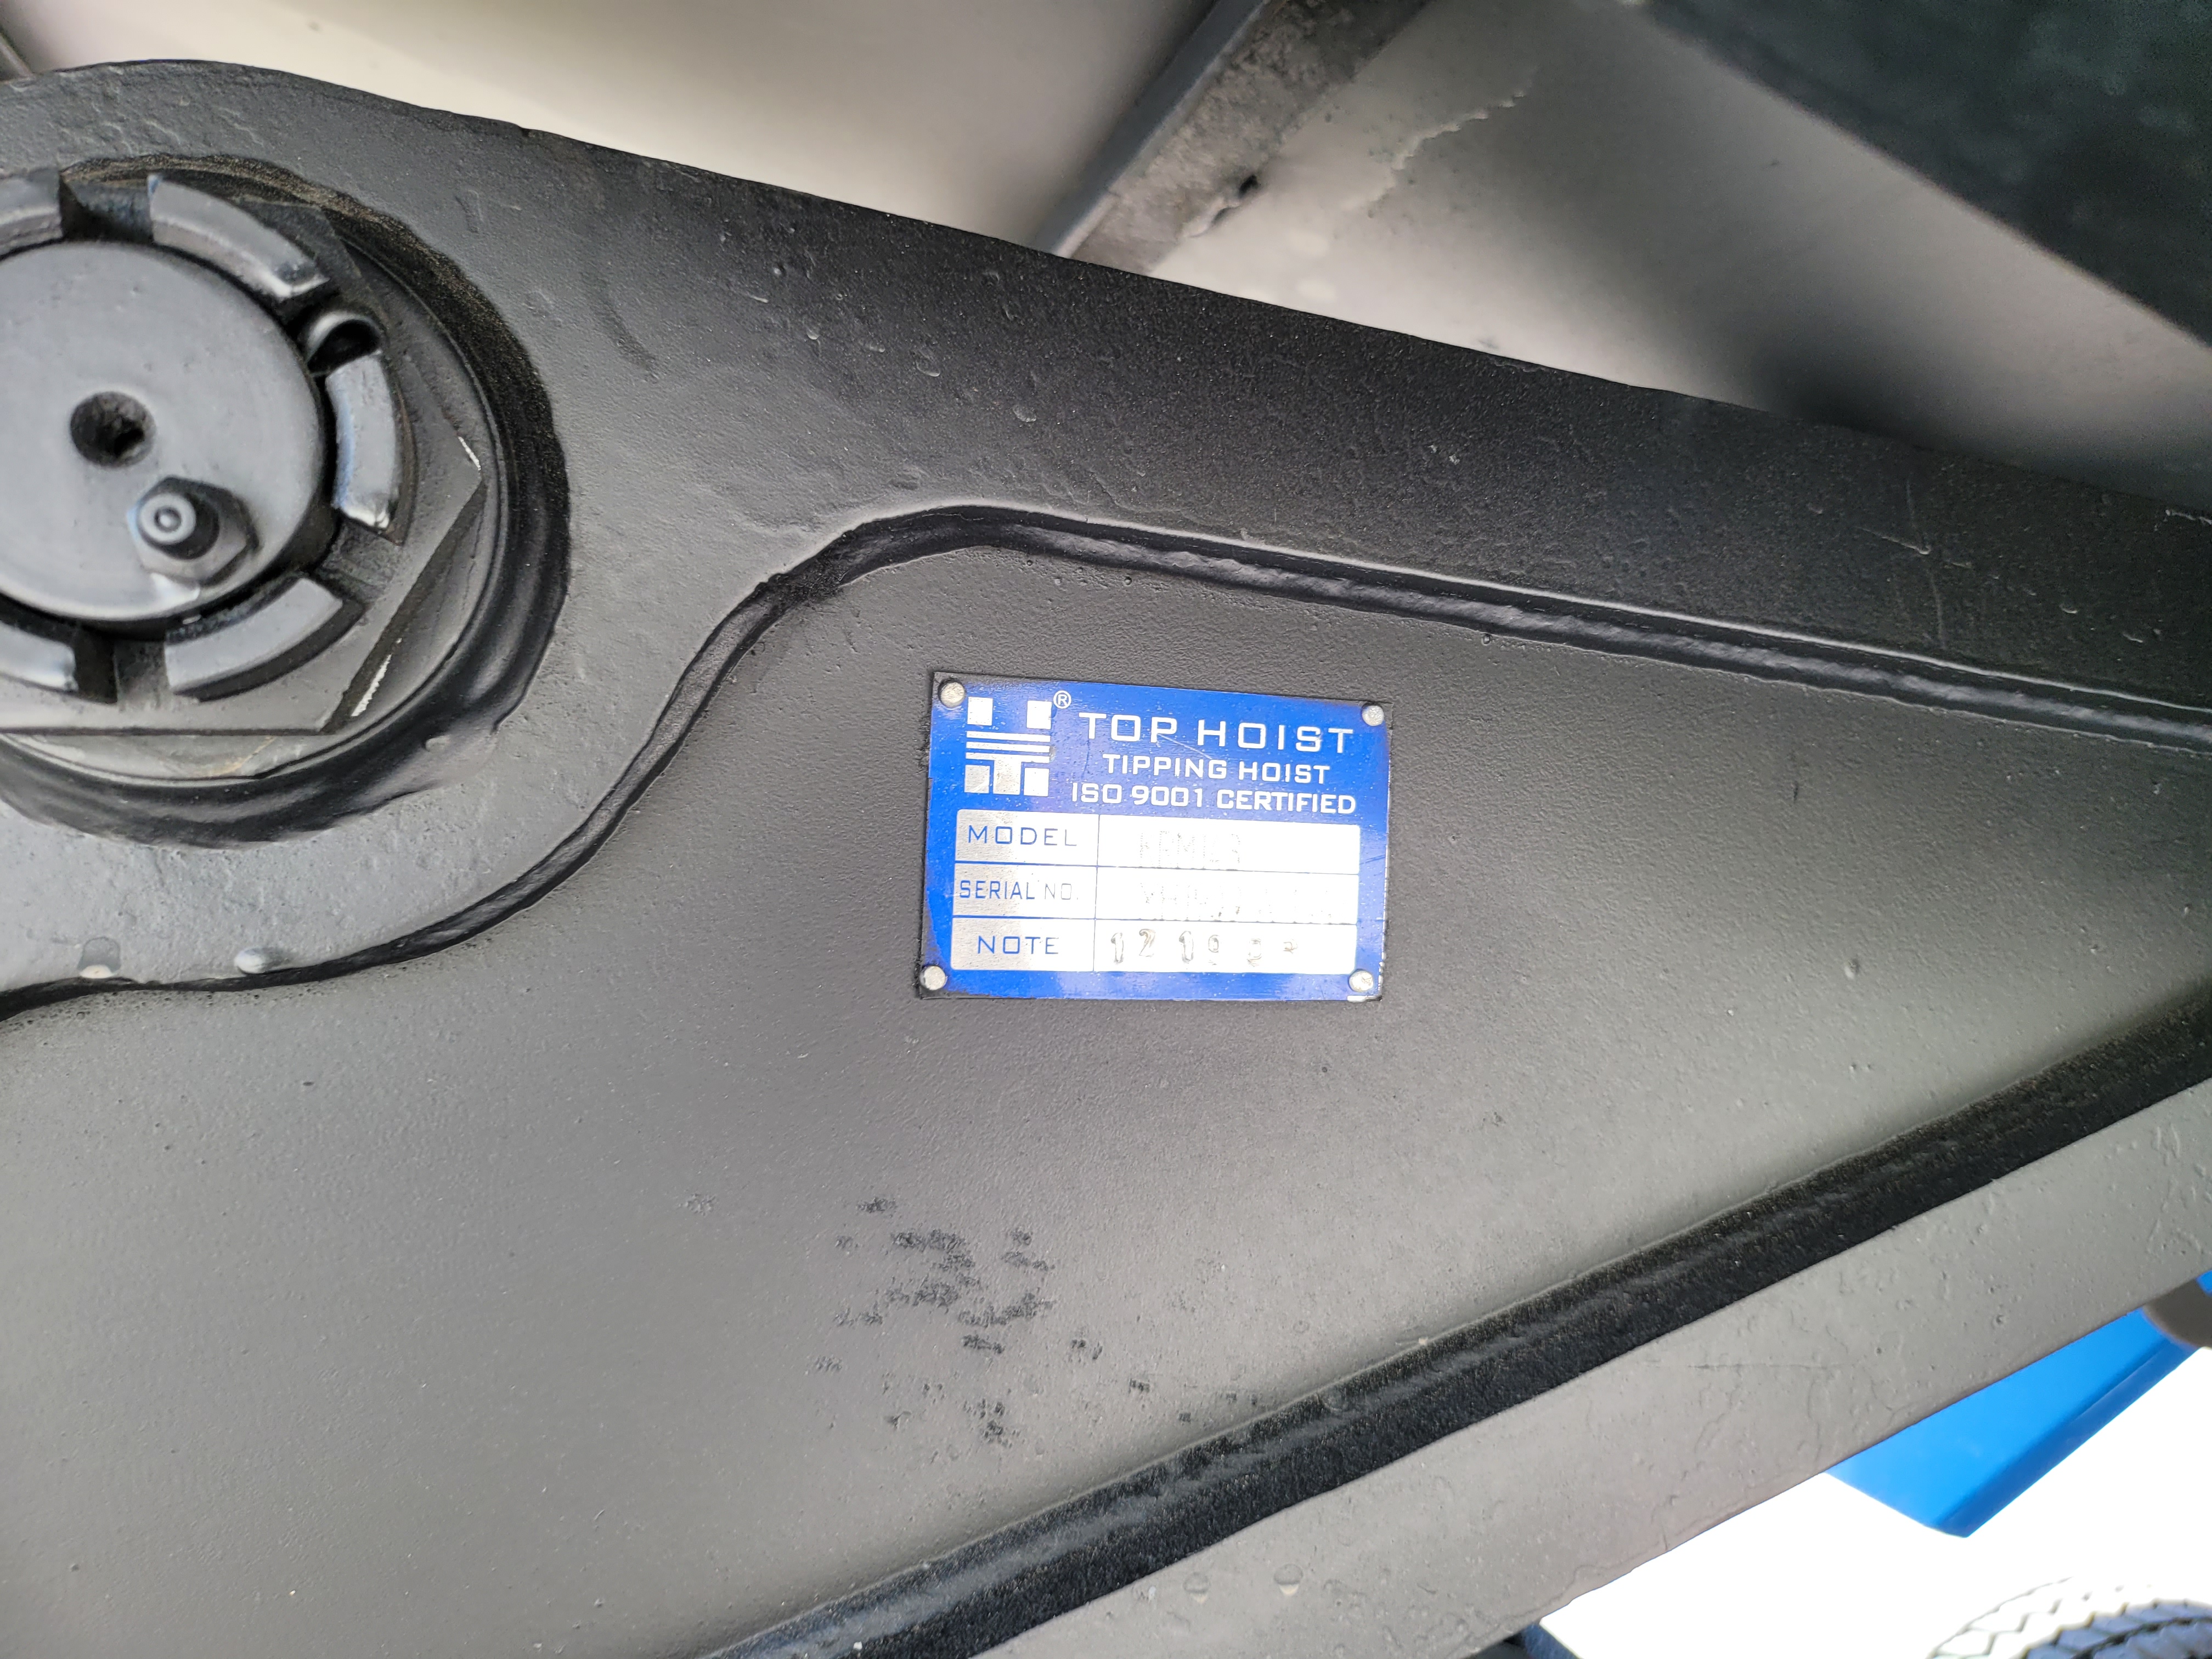 ®
TOP HOIST
TIPPING HOIST
ISO 9001 CERTIFIED
MODEL
SERIAL NO.
NOTE